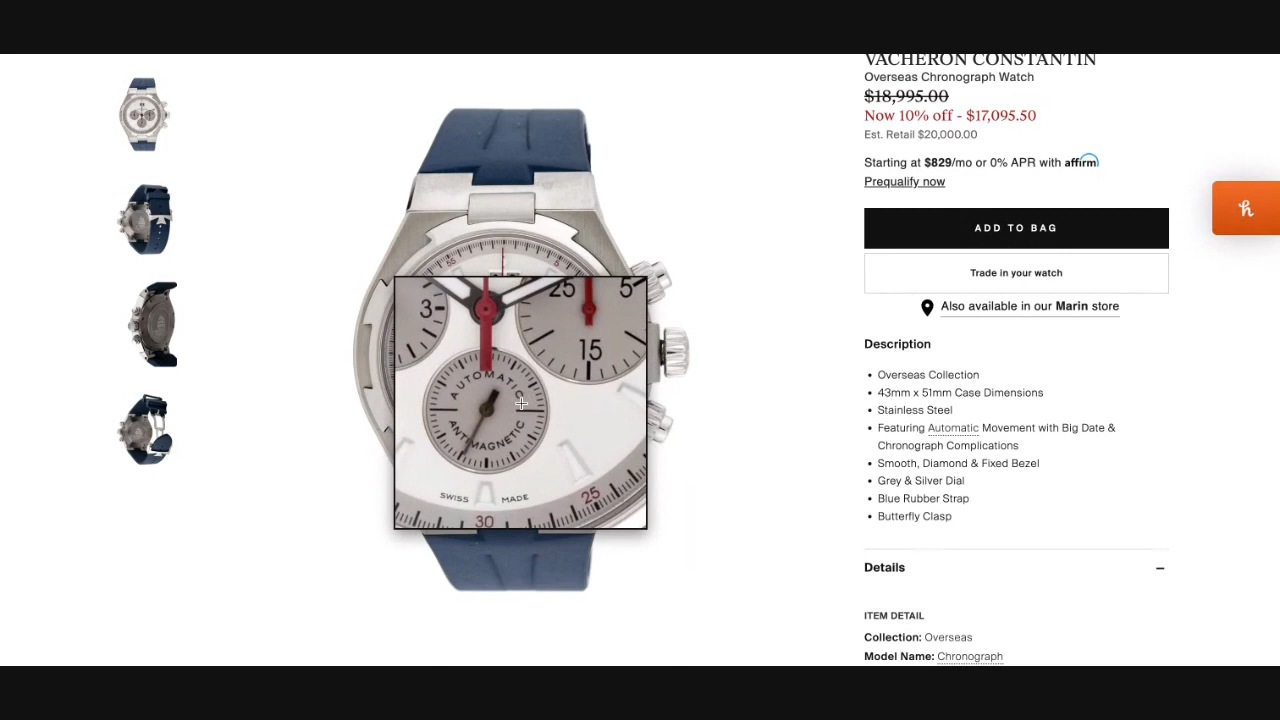 VACHERON CONSTANTIN
Overseas Chronograph Watch
$18,995.00
Now 10% off - $17,095.50
Est. Retail $20,000.00
Starting at $829/mo or 0% APR with affirm
Prequalify now
ADD TO BAG
Trade in your watch
Also available in our Marin store
Description
• Overseas Collection
• 43mm x 51mm Case Dimensions
• Stainless Steel
• Featuring Automatic Movement with Big Date &
Chronograph Complications
• Smooth, Diamond & Fixed Bezel
• Grey & Silver Dial
• Blue Rubber Strap
• Butterfly Clasp
Details
ITEM DETAIL
Collection: Overseas
Model Name: Chronograph
55
5
3
25
5
15
AUTOMATIC
ANTIMAGNETIC
SWISS MADE
25
30
h